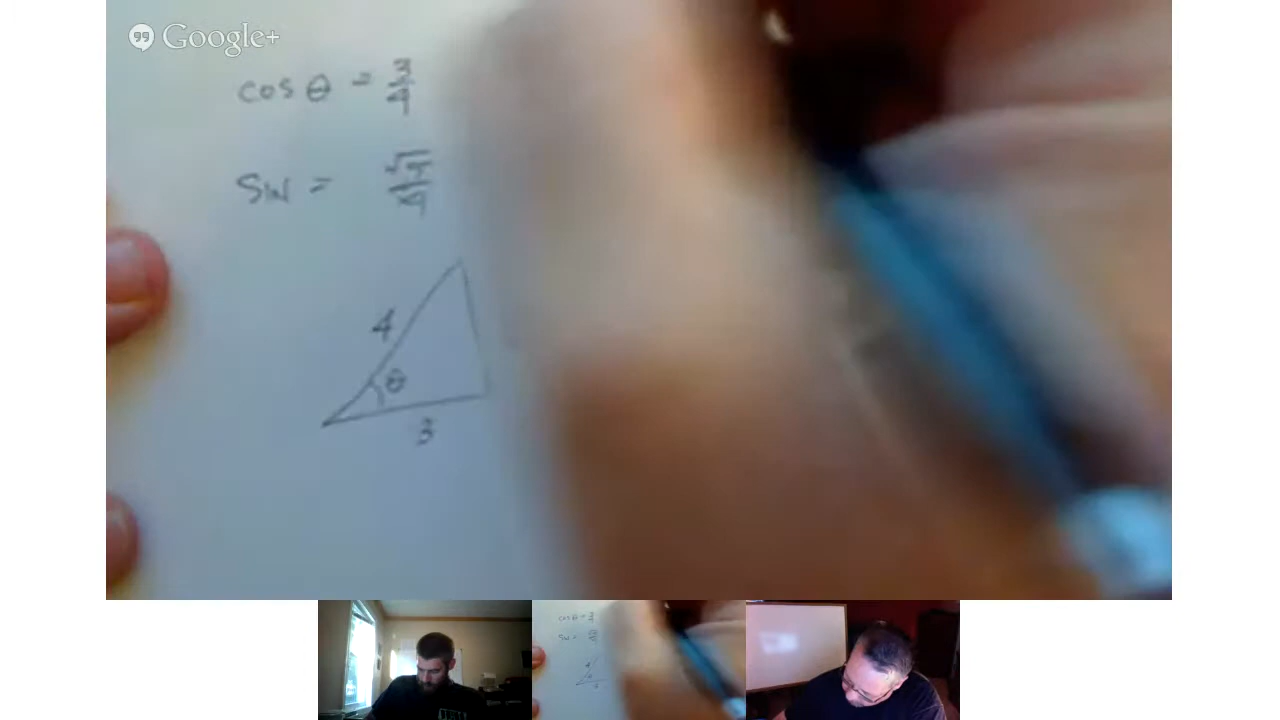 Google+
cos θ = 3/4
SIN = √7/4
4
θ
3